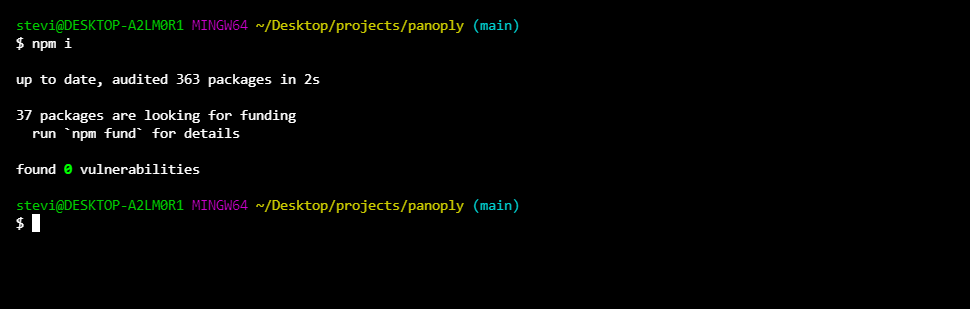 stevi@DESKTOP-A2LM0R1 MINGW64 ~/Desktop/projects/panoply (main)
$ npm i
up to date, audited 363 packages in 2s
37 packages are looking for funding
  run `npm fund` for details
found 0 vulnerabilities
stevi@DESKTOP-A2LM0R1 MINGW64 ~/Desktop/projects/panoply (main)
$